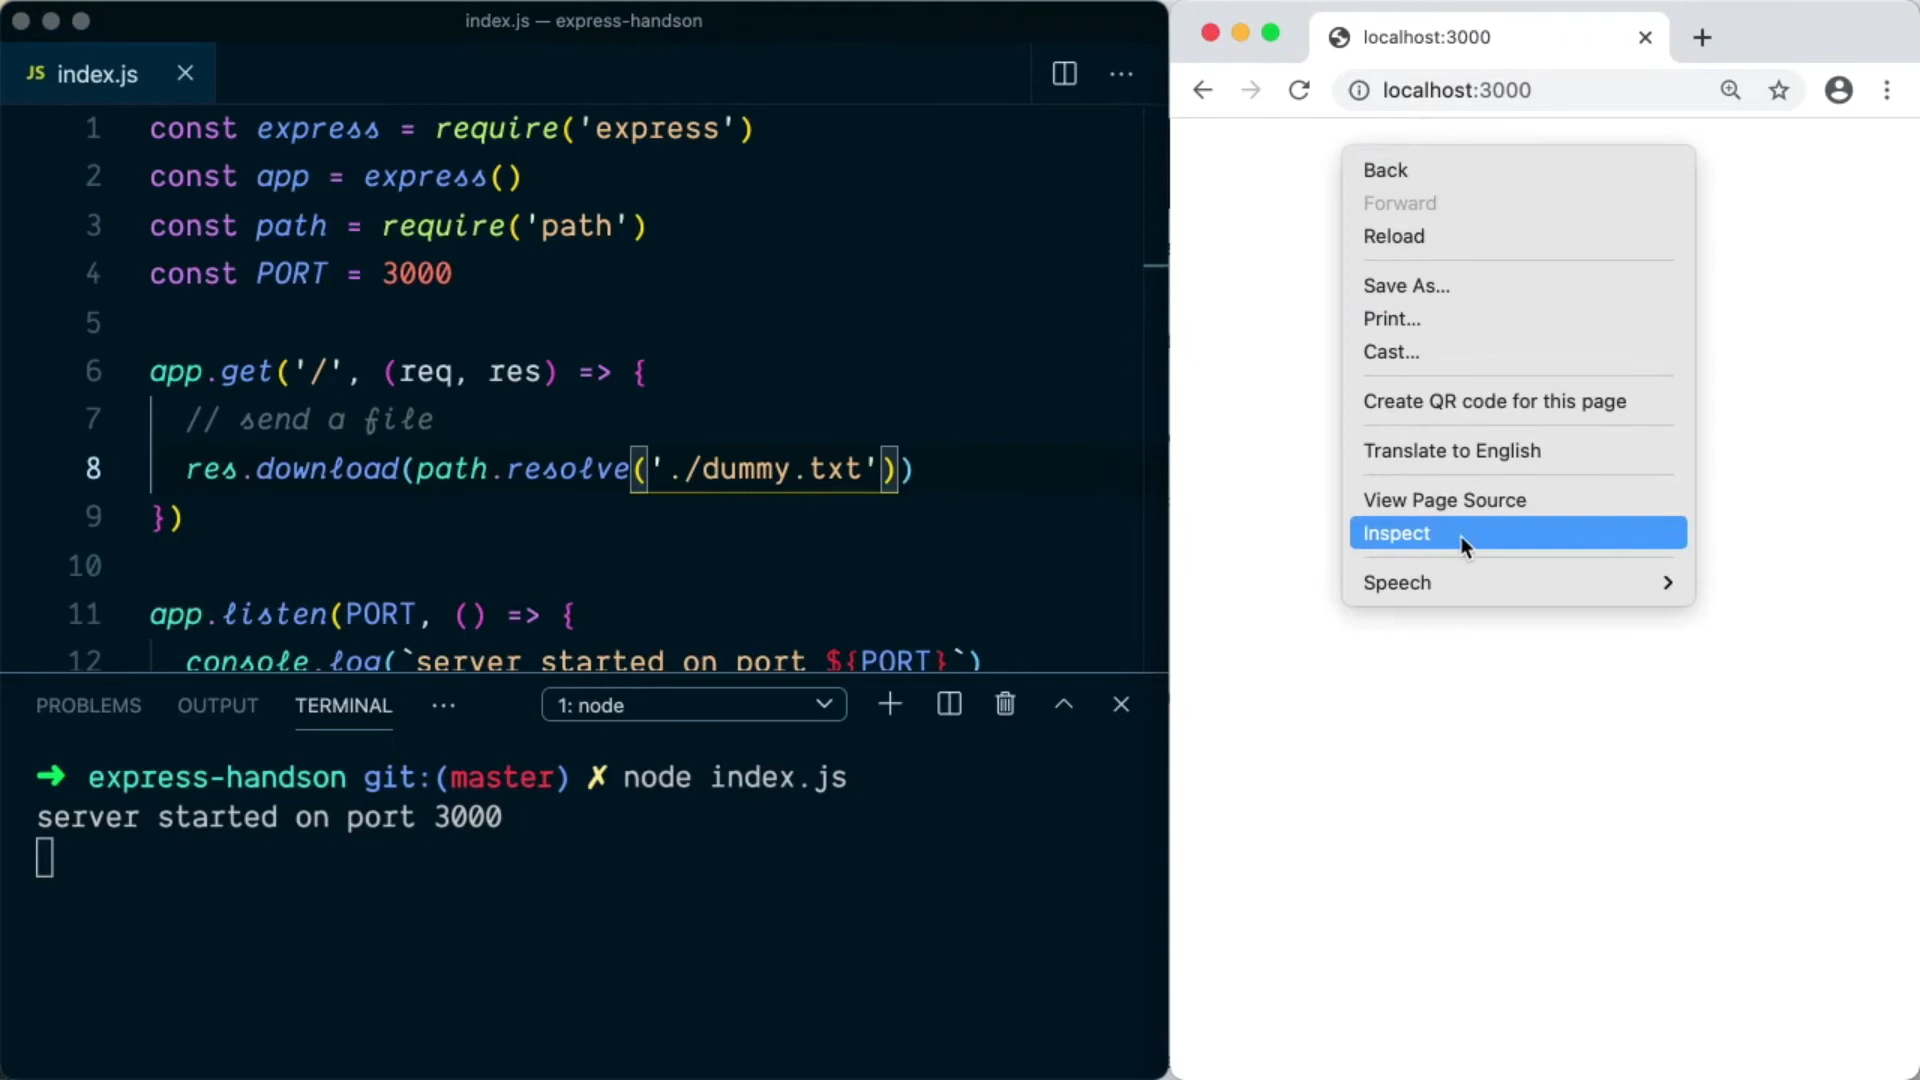 index.js — express-handson
JS index.js
1 const express = require('express')
2 const app = express()
3 const path = require('path')
4 const PORT = 3000
5
6 app.get('/', (req, res) => {
7 // send a file
8 res.download(path.resolve('./dummy.txt'))
9 })
10
11 app.listen(PORT, () => {
12 console.log(`server started on port ${PORT}`)
PROBLEMS OUTPUT TERMINAL ··· 1: node
➜ express-handson git:(master) ✗ node index.js
server started on port 3000
localhost:3000
localhost:3000
Back
Forward
Reload
Save As...
Print...
Cast...
Create QR code for this page
Translate to English
View Page Source
Inspect
Speech